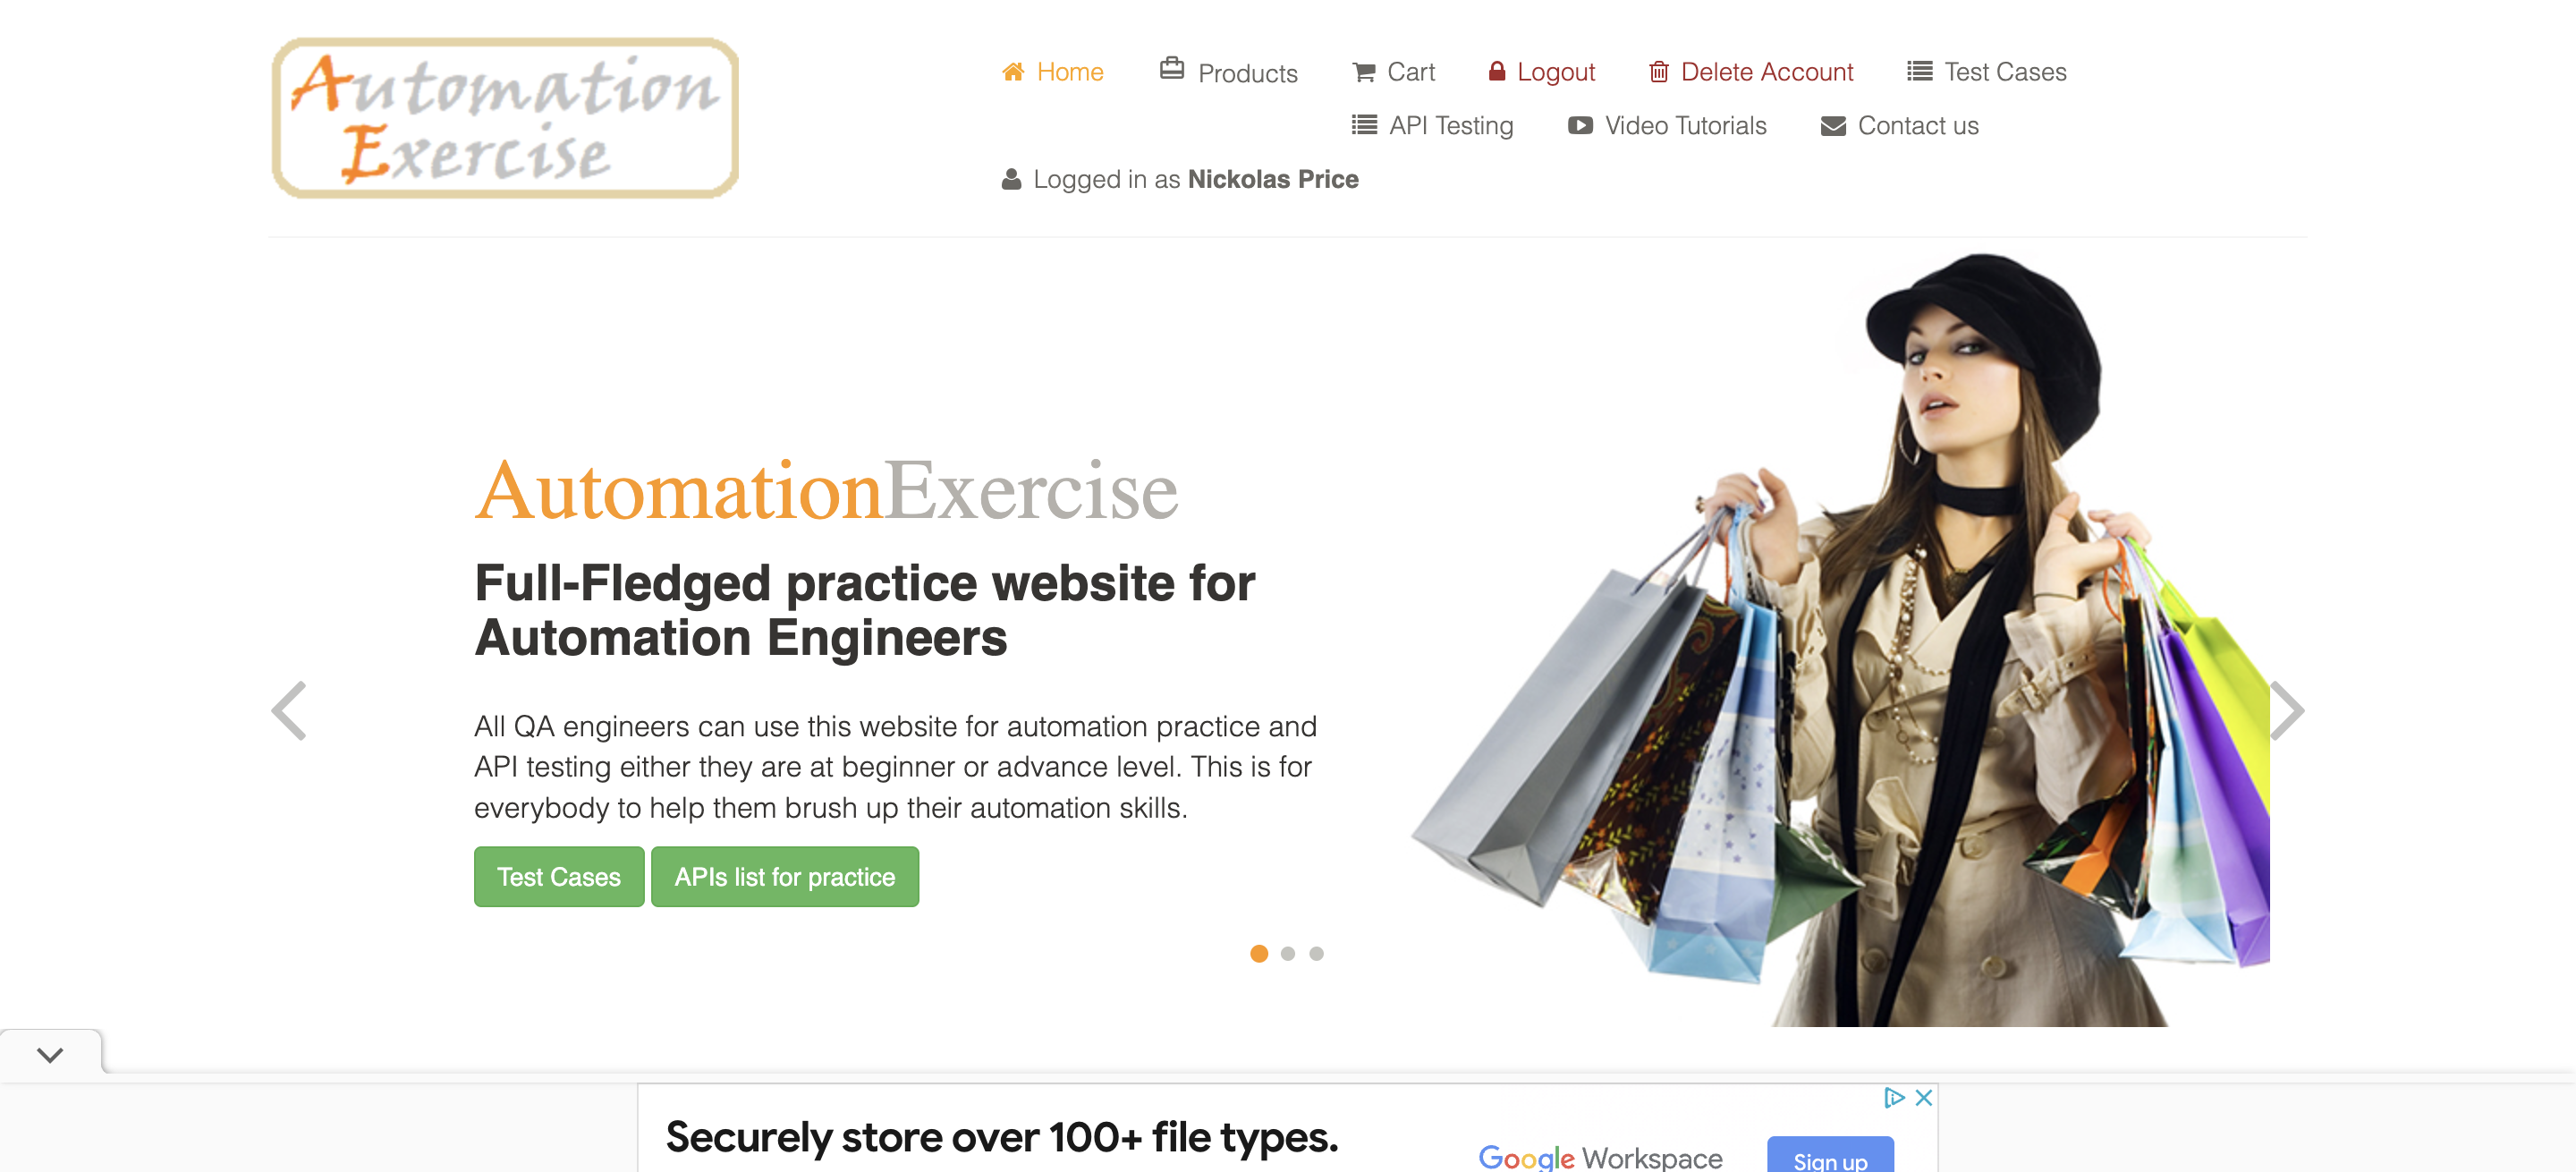 Automation
Exercise
Home Products Cart Logout Delete Account Test Cases
API Testing Video Tutorials Contact us
Logged in as Nickolas Price
AutomationExercise
Full-Fledged practice website for
Automation Engineers
All QA engineers can use this website for automation practice and
API testing either they are at beginner or advance level. This is for
everybody to help them brush up their automation skills.
Test Cases APIs list for practice
Securely store over 100+ file types.
Google Workspace Sign up